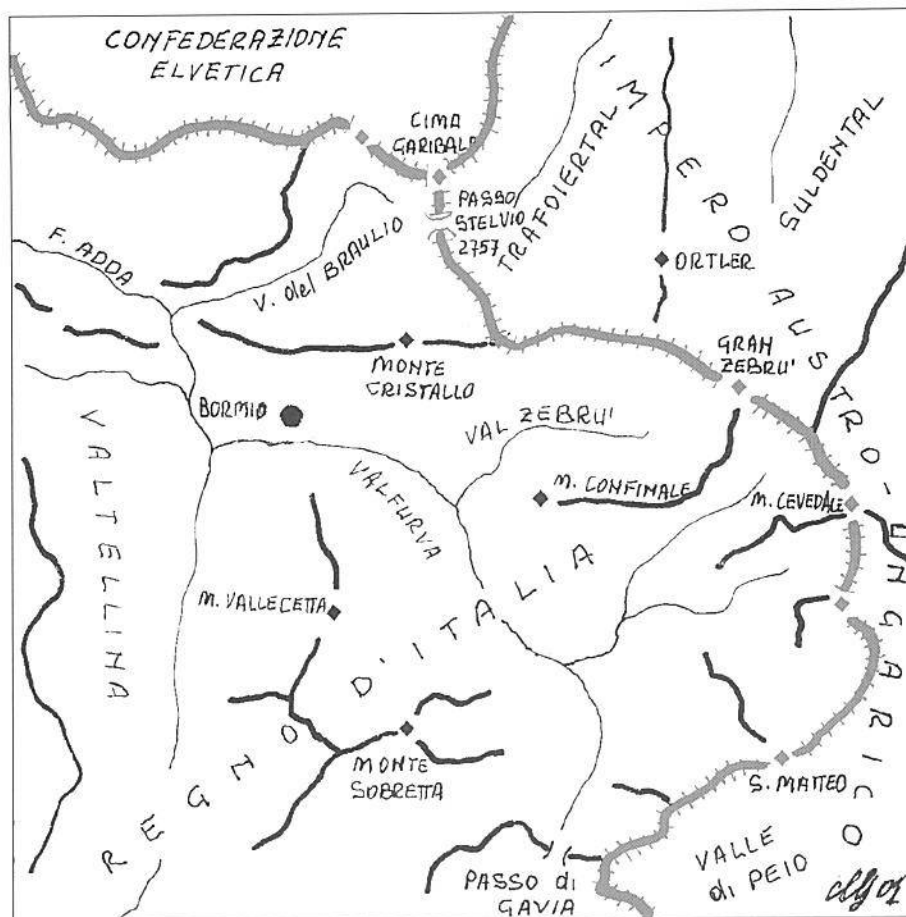 CONFEDERAZIONE
ELVETICA
CIMA
GARIBALDI
PASSO
STELVIO
2757
TRAFOIERTAL
IMPERO AUSTRO-UNGARICO
SULDENTAL
F. ADDA
V. del BRAULIO
ORTLER
MONTE
CRISTALLO
GRAN
ZEBRU'
BORMIO
VAL ZEBRU'
VALTELLINA
VALFURVA
M. CONFINALE
M. CEVEDALE
M. VALLECETTA
REGNO D'ITALIA
MONTE
SOBRETTA
S. MATTEO
PASSO di
GAVIA
VALLE
di PEIO